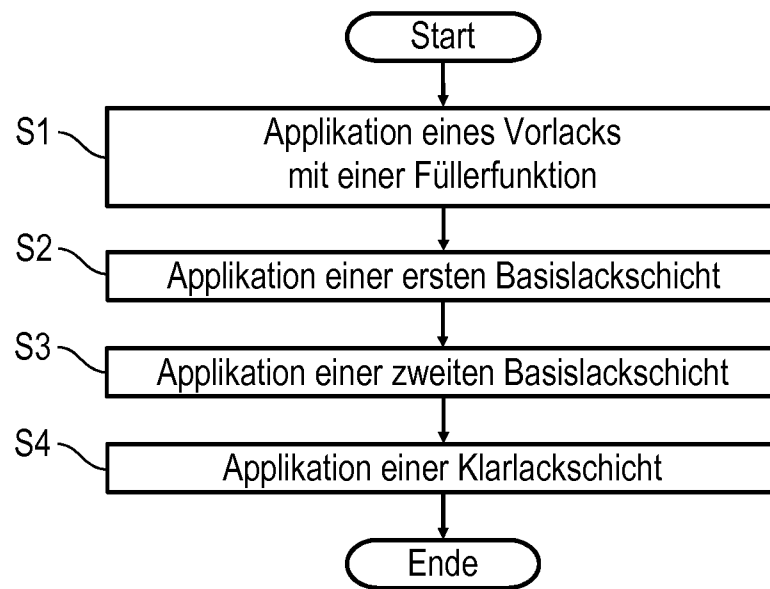 Start
S1
Applikation eines Vorlacks
mit einer Füllerfunktion
S2
Applikation einer ersten Basislackschicht
S3
Applikation einer zweiten Basislackschicht
S4
Applikation einer Klarlackschicht
Ende